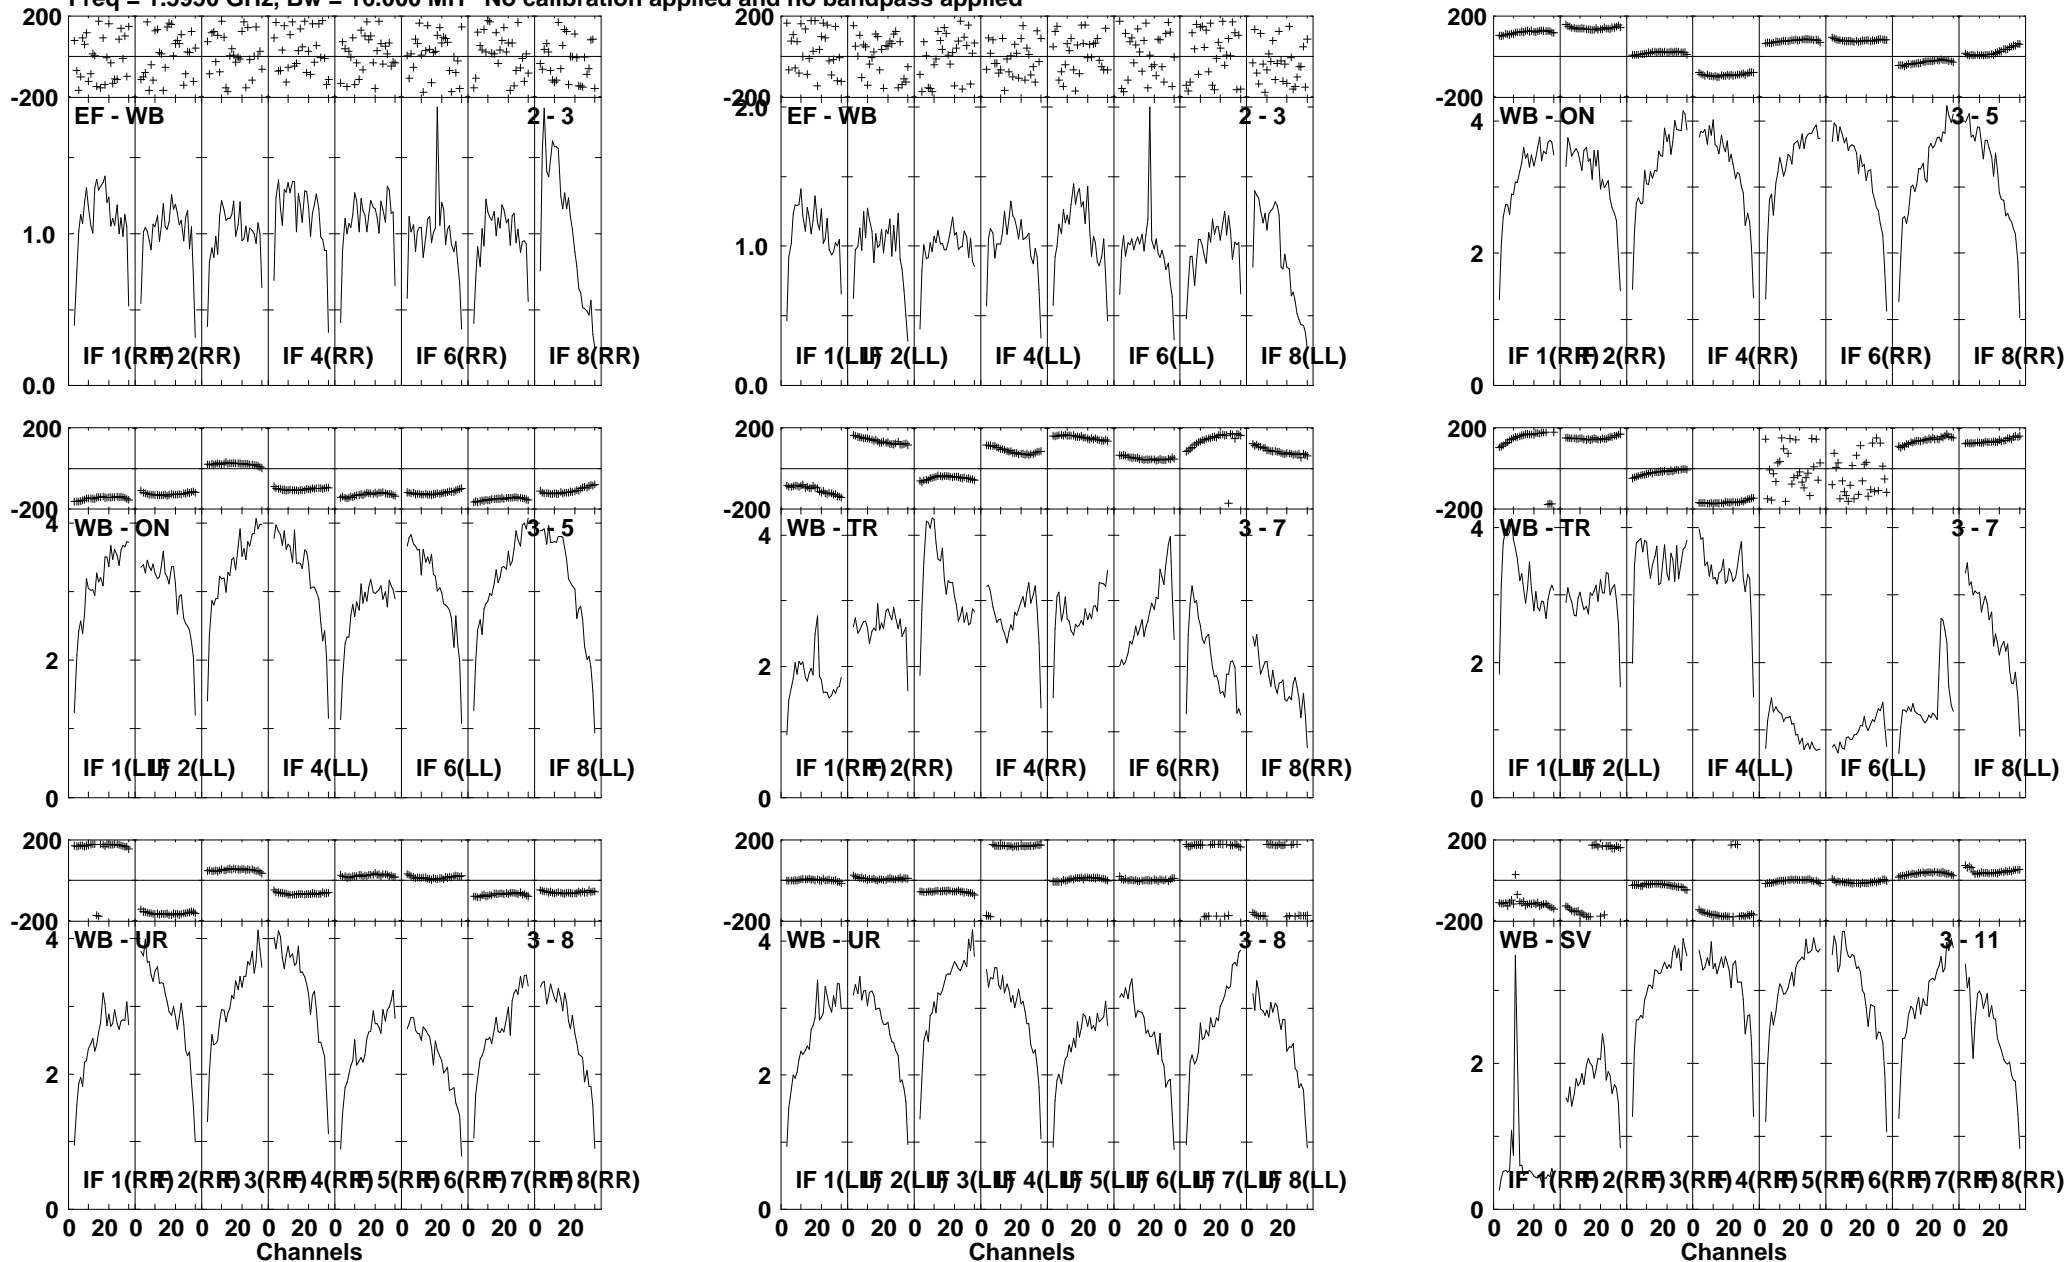 Freq = 1.5950 GHz, Bw = 16.000 MH No calibration applied and no bandpass applied
200 200 200
-200 -200 -200
EF - WB 2 - 3
2.0 EF - WB 2 - 3
4 WB - ON 3 - 5
1.0 1.0 2
IF 1(RR) IF 2(RR) IF 4(RR) IF 6(RR) IF 8(RR)
IF 1(LL) IF 2(LL) IF 4(LL) IF 6(LL) IF 8(LL)
IF 1(RR) IF 2(RR) IF 4(RR) IF 6(RR) IF 8(RR)
0.0 0.0 0
200 200 200
-200 -200 -200
4 WB - ON 3 - 5
4 WB - TR 3 - 7
4 WB - TR 3 - 7
2 2 2
IF 1(LL) IF 2(LL) IF 4(LL) IF 6(LL) IF 8(LL)
IF 1(RR) IF 2(RR) IF 4(RR) IF 6(RR) IF 8(RR)
IF 1(LL) IF 2(LL) IF 4(LL) IF 6(LL) IF 8(LL)
0 0 0
200 200 200
-200 -200 -200
4 WB - UR 3 - 8
4 WB - UR 3 - 8
WB - SV 3 - 11
2 2 2
IF 1(RR) IF 2(RR) IF 3(RR) IF 4(RR) IF 5(RR) IF 6(RR) IF 7(RR) IF 8(RR)
IF 1(LL) IF 2(LL) IF 3(LL) IF 4(LL) IF 5(LL) IF 6(LL) IF 7(LL) IF 8(LL)
IF 1(RR) IF 2(RR) IF 3(RR) IF 4(RR) IF 5(RR) IF 6(RR) IF 7(RR) IF 8(RR)
0 0 0
0 20 0 20 0 20 0 20 0 20 0 20 0 20 0 20
0 20 0 20 0 20 0 20 0 20 0 20 0 20 0 20
0 20 0 20 0 20 0 20 0 20 0 20 0 20 0 20
Channels Channels Channels